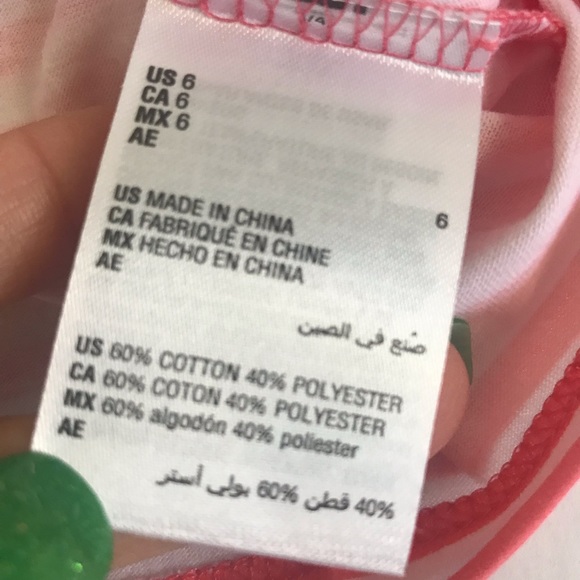 US 6
CA 6
MX 6
AE
6
US MADE IN CHINA
CA FABRIQUÉ EN CHINE
MX HECHO EN CHINA
AE
صنع في الصين
US 60% COTTON 40% POLYESTER
CA 60% COTON 40% POLYESTER
MX 60% algodón 40% poliester
AE
40% قطن 60% بولى أستر